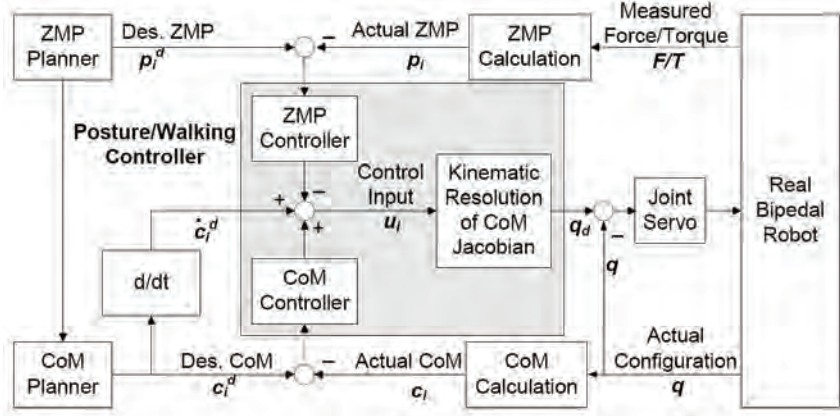 ZMP
Planner
Des. ZMP
p_i^d
−
Actual ZMP
p_i
ZMP
Calculation
Measured
Force/Torque
F/T
Posture/Walking
Controller
ZMP
Controller
−
+
+
ċ_i^d
Control
Input
u_i
Kinematic
Resolution
of CoM
Jacobian
q_d
−
q
Joint
Servo
Real
Bipedal
Robot
d/dt
CoM
Controller
CoM
Planner
Des. CoM
c_i^d
−
Actual CoM
c_i
CoM
Calculation
Actual
Configuration
q